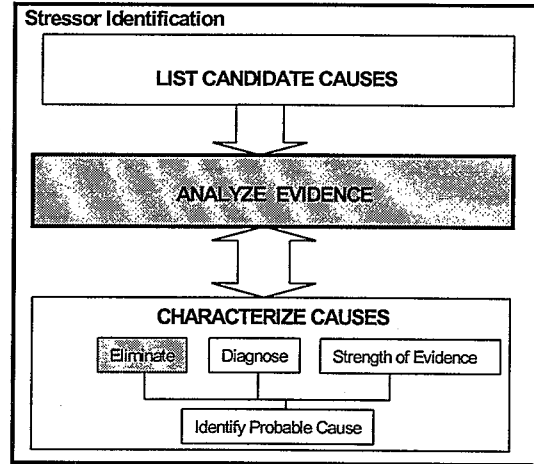 Stressor Identification
LIST CANDIDATE CAUSES
ANALYZE EVIDENCE
CHARACTERIZE CAUSES
Eliminate
Diagnose
Strength of Evidence
Identify Probable Cause